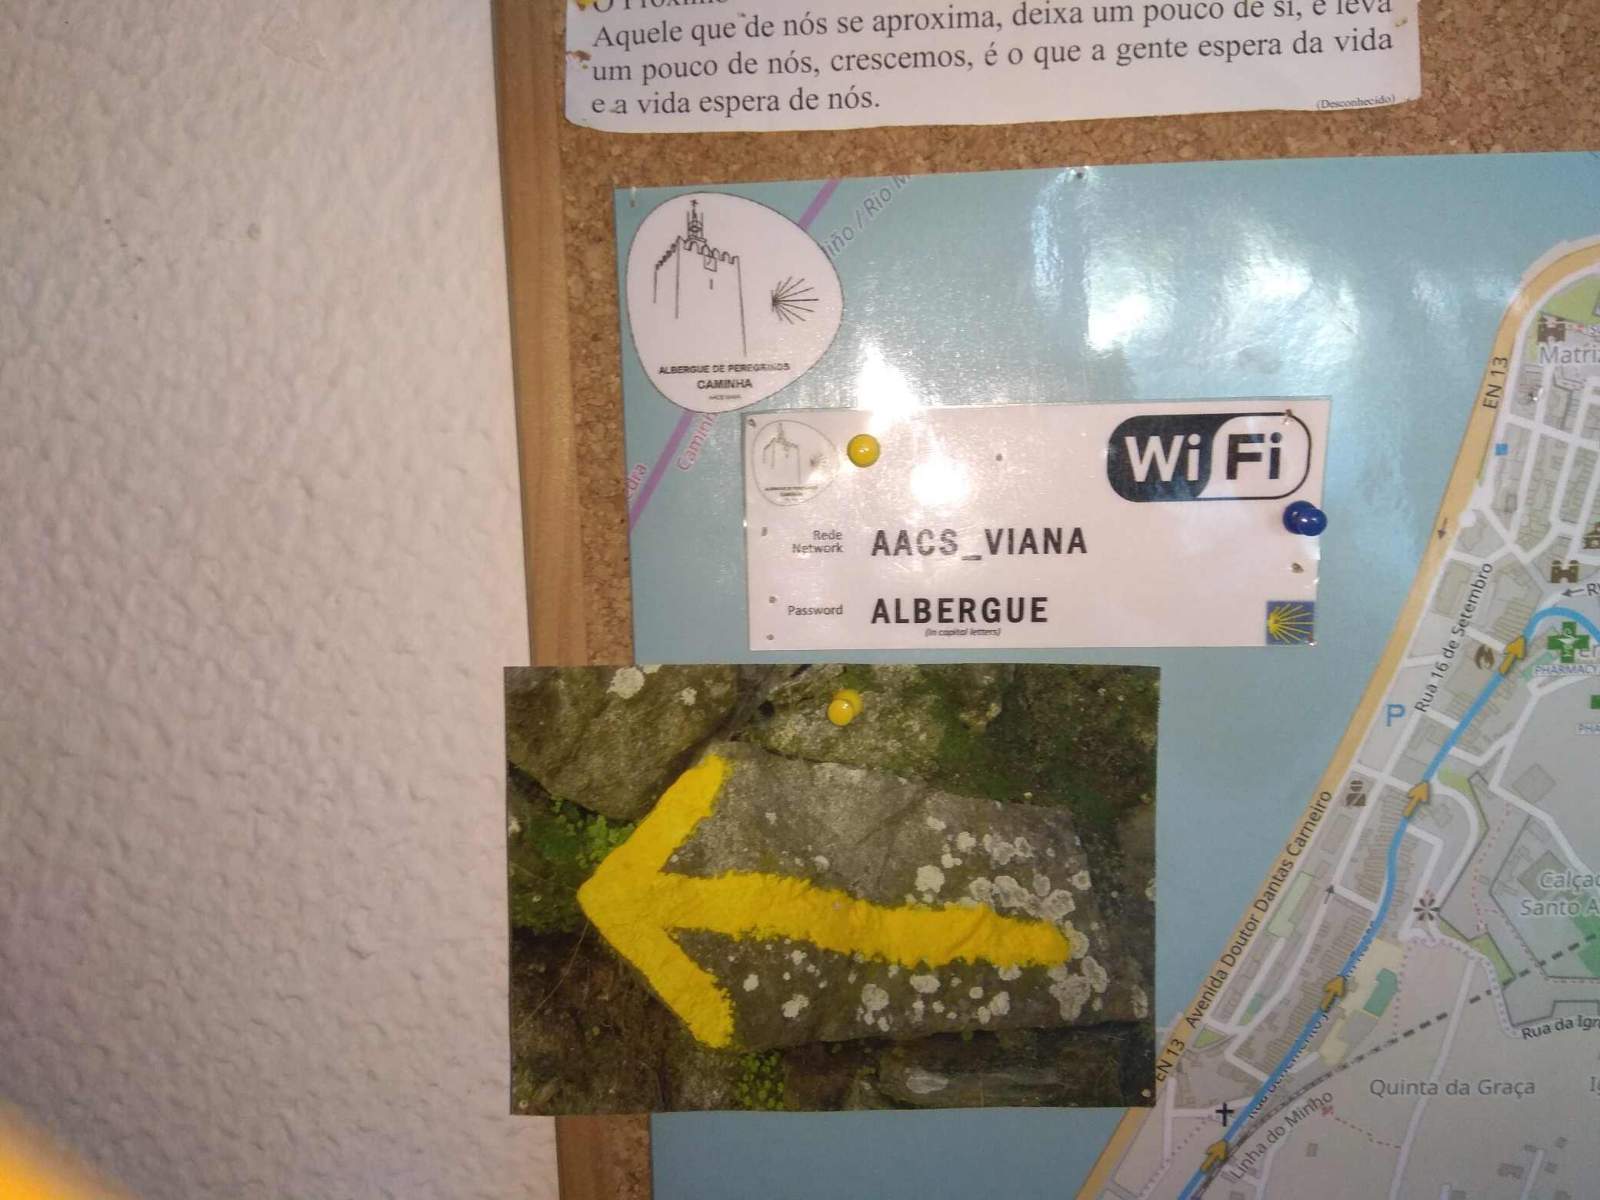 O Próximo
Aquele que de nós se aproxima, deixa um pouco de si, e leva
um pouco de nós, crescemos, é o que a gente espera da vida
e a vida espera de nós.
(Desconhecido)
ALBERGUE DE PEREGRINOS
CAMINHA
WiFi
Rede
Network
AACS_VIANA
Password
ALBERGUE
(in capital letters)
EN 13
Matriz
Rua 16 de Setembro
PHARMACY
P
Avenida Doutor Dantas Carneiro
EN 13
Santo A
Rua da Igr
Quinta da Graça
Linha do Minho